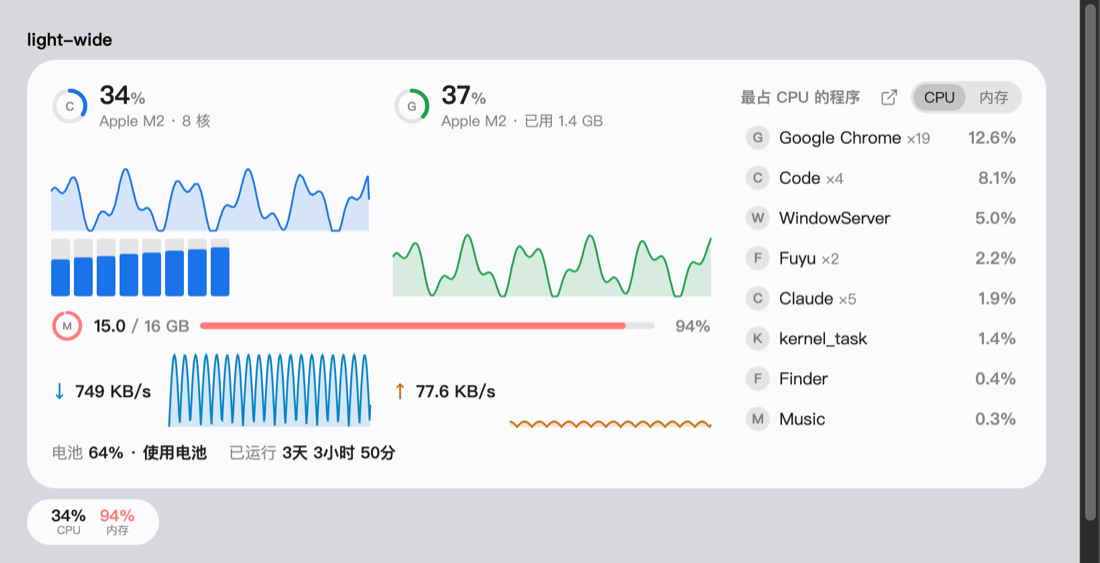 light-wide
C 34%
Apple M2 · 8 核
G 37%
Apple M2 · 已用 1.4 GB
M 15.0 / 16 GB 94%
↓ 749 KB/s
↑ 77.6 KB/s
电池 64% · 使用电池 已运行 3天 3小时 50分
最占 CPU 的程序 CPU 内存
G Google Chrome ×19 12.6%
C Code ×4 8.1%
W WindowServer 5.0%
F Fuyu ×2 2.2%
C Claude ×5 1.9%
K kernel_task 1.4%
F Finder 0.4%
M Music 0.3%
34% 94%
CPU 内存